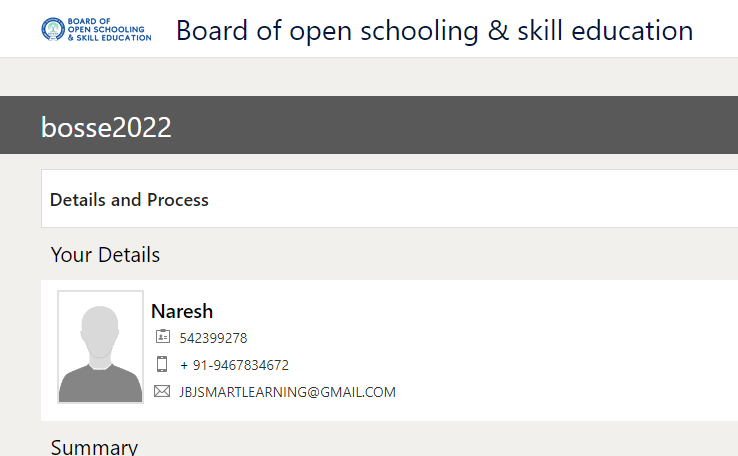 BOARD OF
OPEN SCHOOLING
& SKILL EDUCATION
Board of open schooling & skill education
bosse2022
Details and Process
Your Details
Naresh
542399278
+ 91-9467834672
JBJSMARTLEARNING@GMAIL.COM
Summary